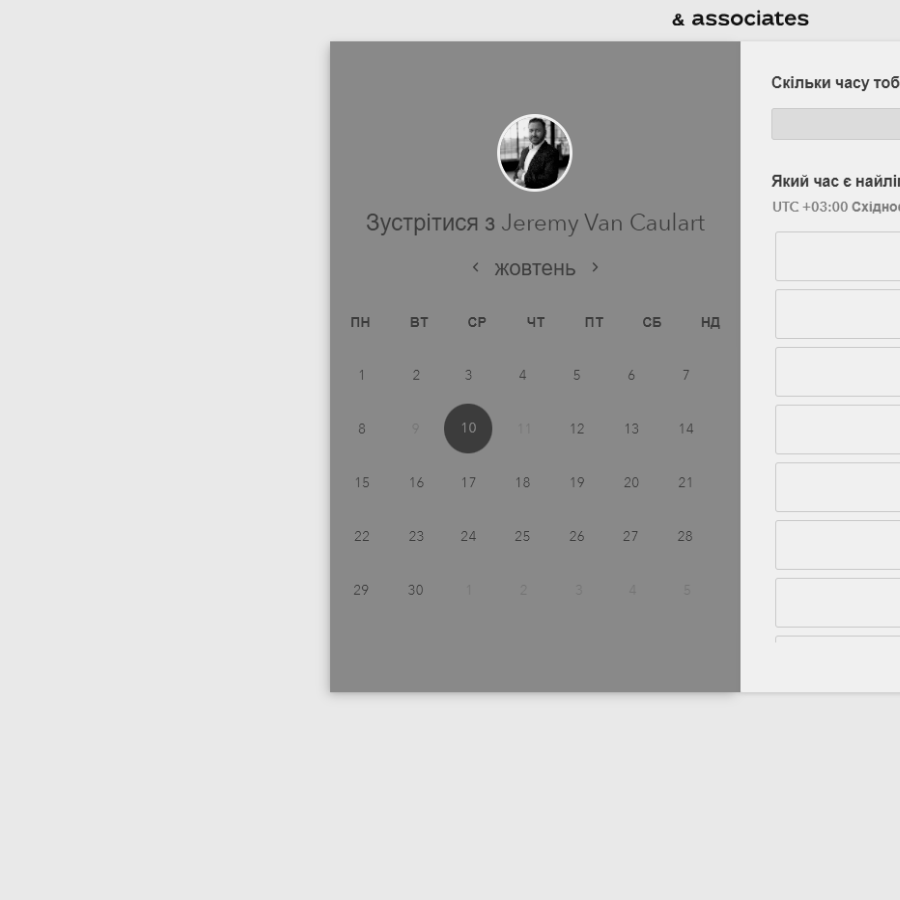 & associates
Скільки часу тоб
Зустрітися з Jeremy Van Caulart
‹ жовтень ›
ПН ВТ СР ЧТ ПТ СБ НД
1 2 3 4 5 6 7
8 9 10 11 12 13 14
15 16 17 18 19 20 21
22 23 24 25 26 27 28
29 30 1 2 3 4 5
Який час є найлі
UTC +03:00 Східно